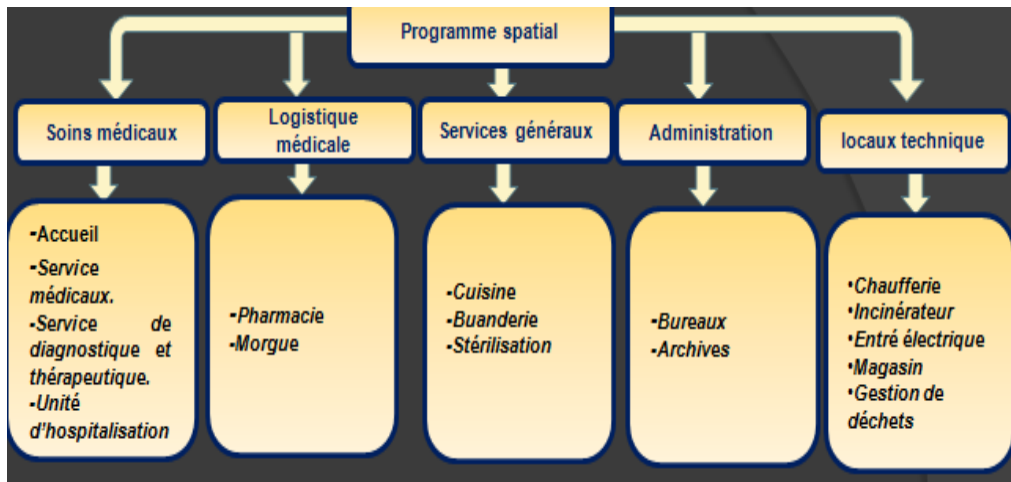 Programme spatial
Soins médicaux
Logistique
médicale
Services généraux
Administration
locaux technique
-Accueil
-Service
médicaux.
-Service de
diagnostique et
thérapeutique.
-Unité
d'hospitalisation
-Pharmacie
-Morgue
-Cuisine
-Buanderie
-Stérilisation
-Bureaux
-Archives
•Chaufferie
•Incinérateur
•Entré électrique
•Magasin
•Gestion de
déchets